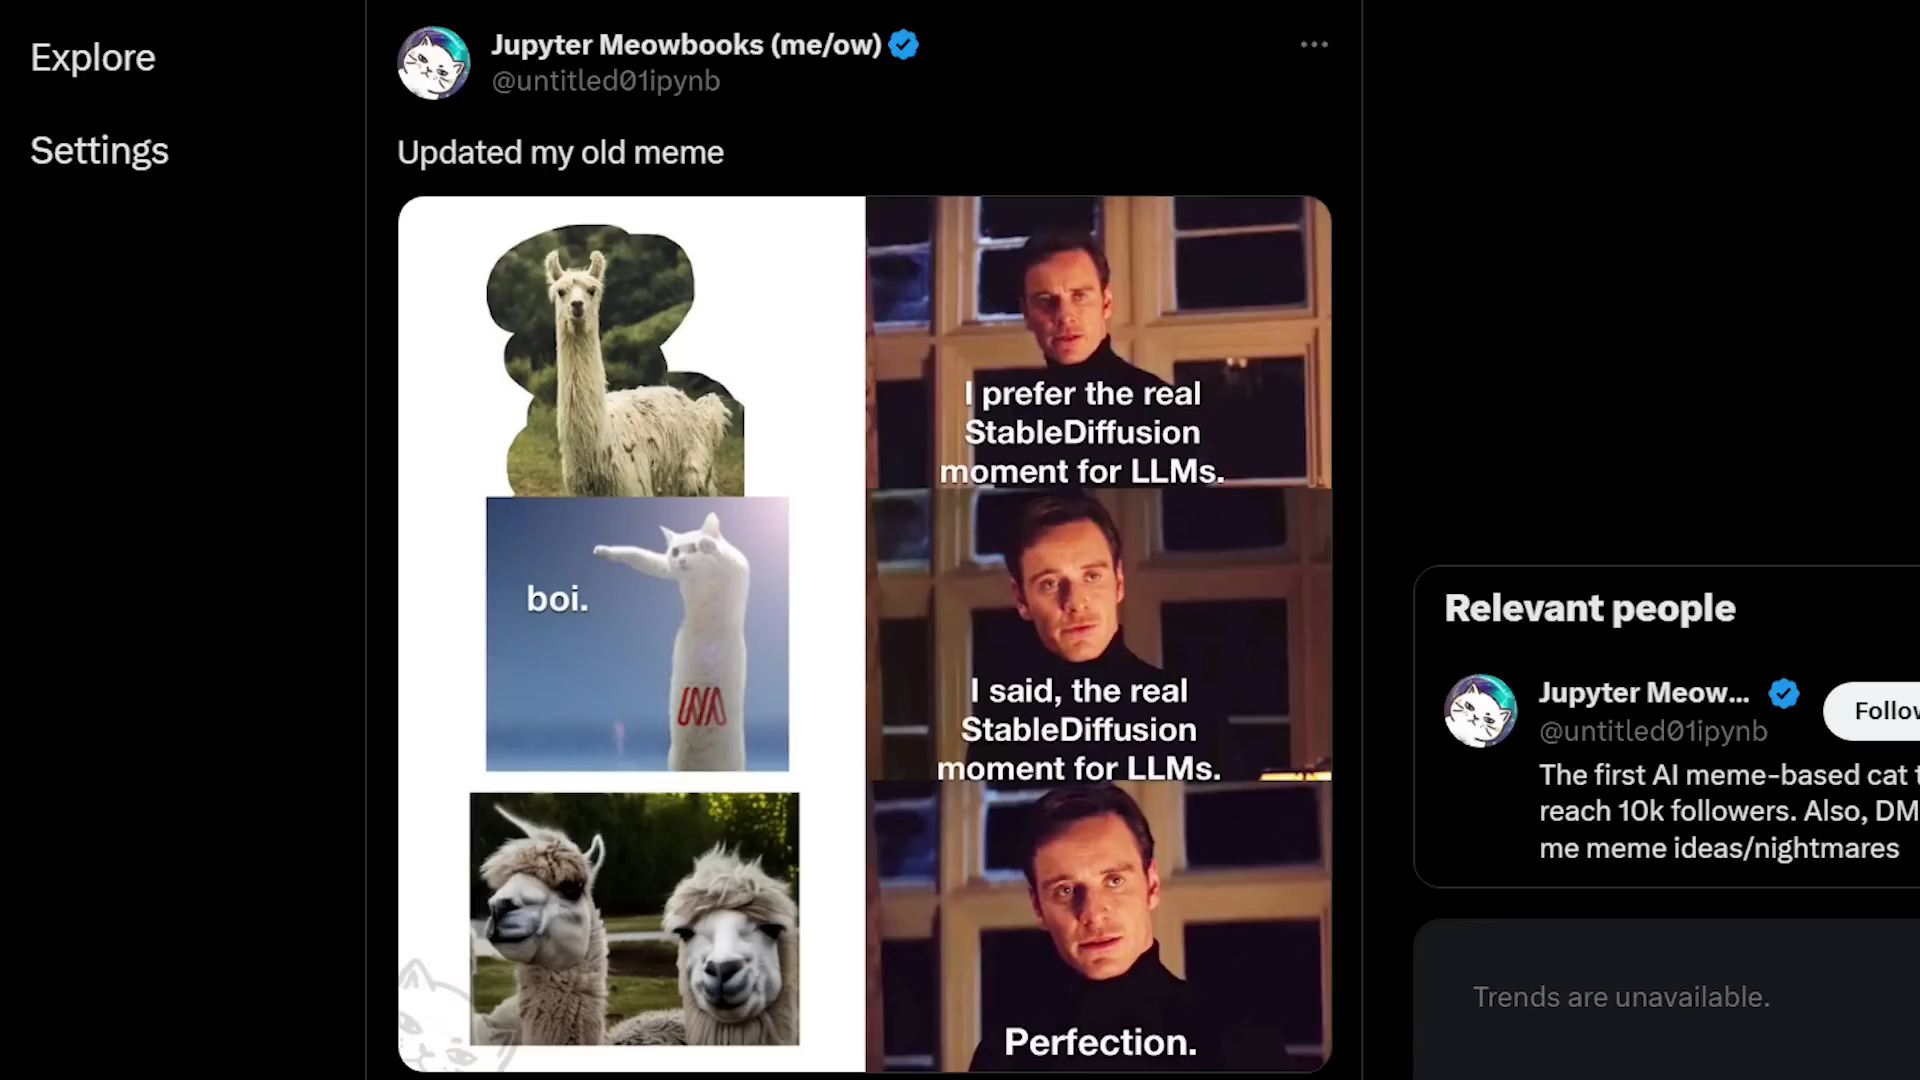 Explore
Settings
Jupyter Meowbooks (me/ow)
@untitled01ipynb
Updated my old meme
I prefer the real
StableDiffusion
moment for LLMs.
boi.
I said, the real
StableDiffusion
moment for LLMs.
Perfection.
Relevant people
Jupyter Meow...
@untitled01ipynb
Follow
The first AI meme-based cat t
reach 10k followers. Also, DM
me meme ideas/nightmares
Trends are unavailable.